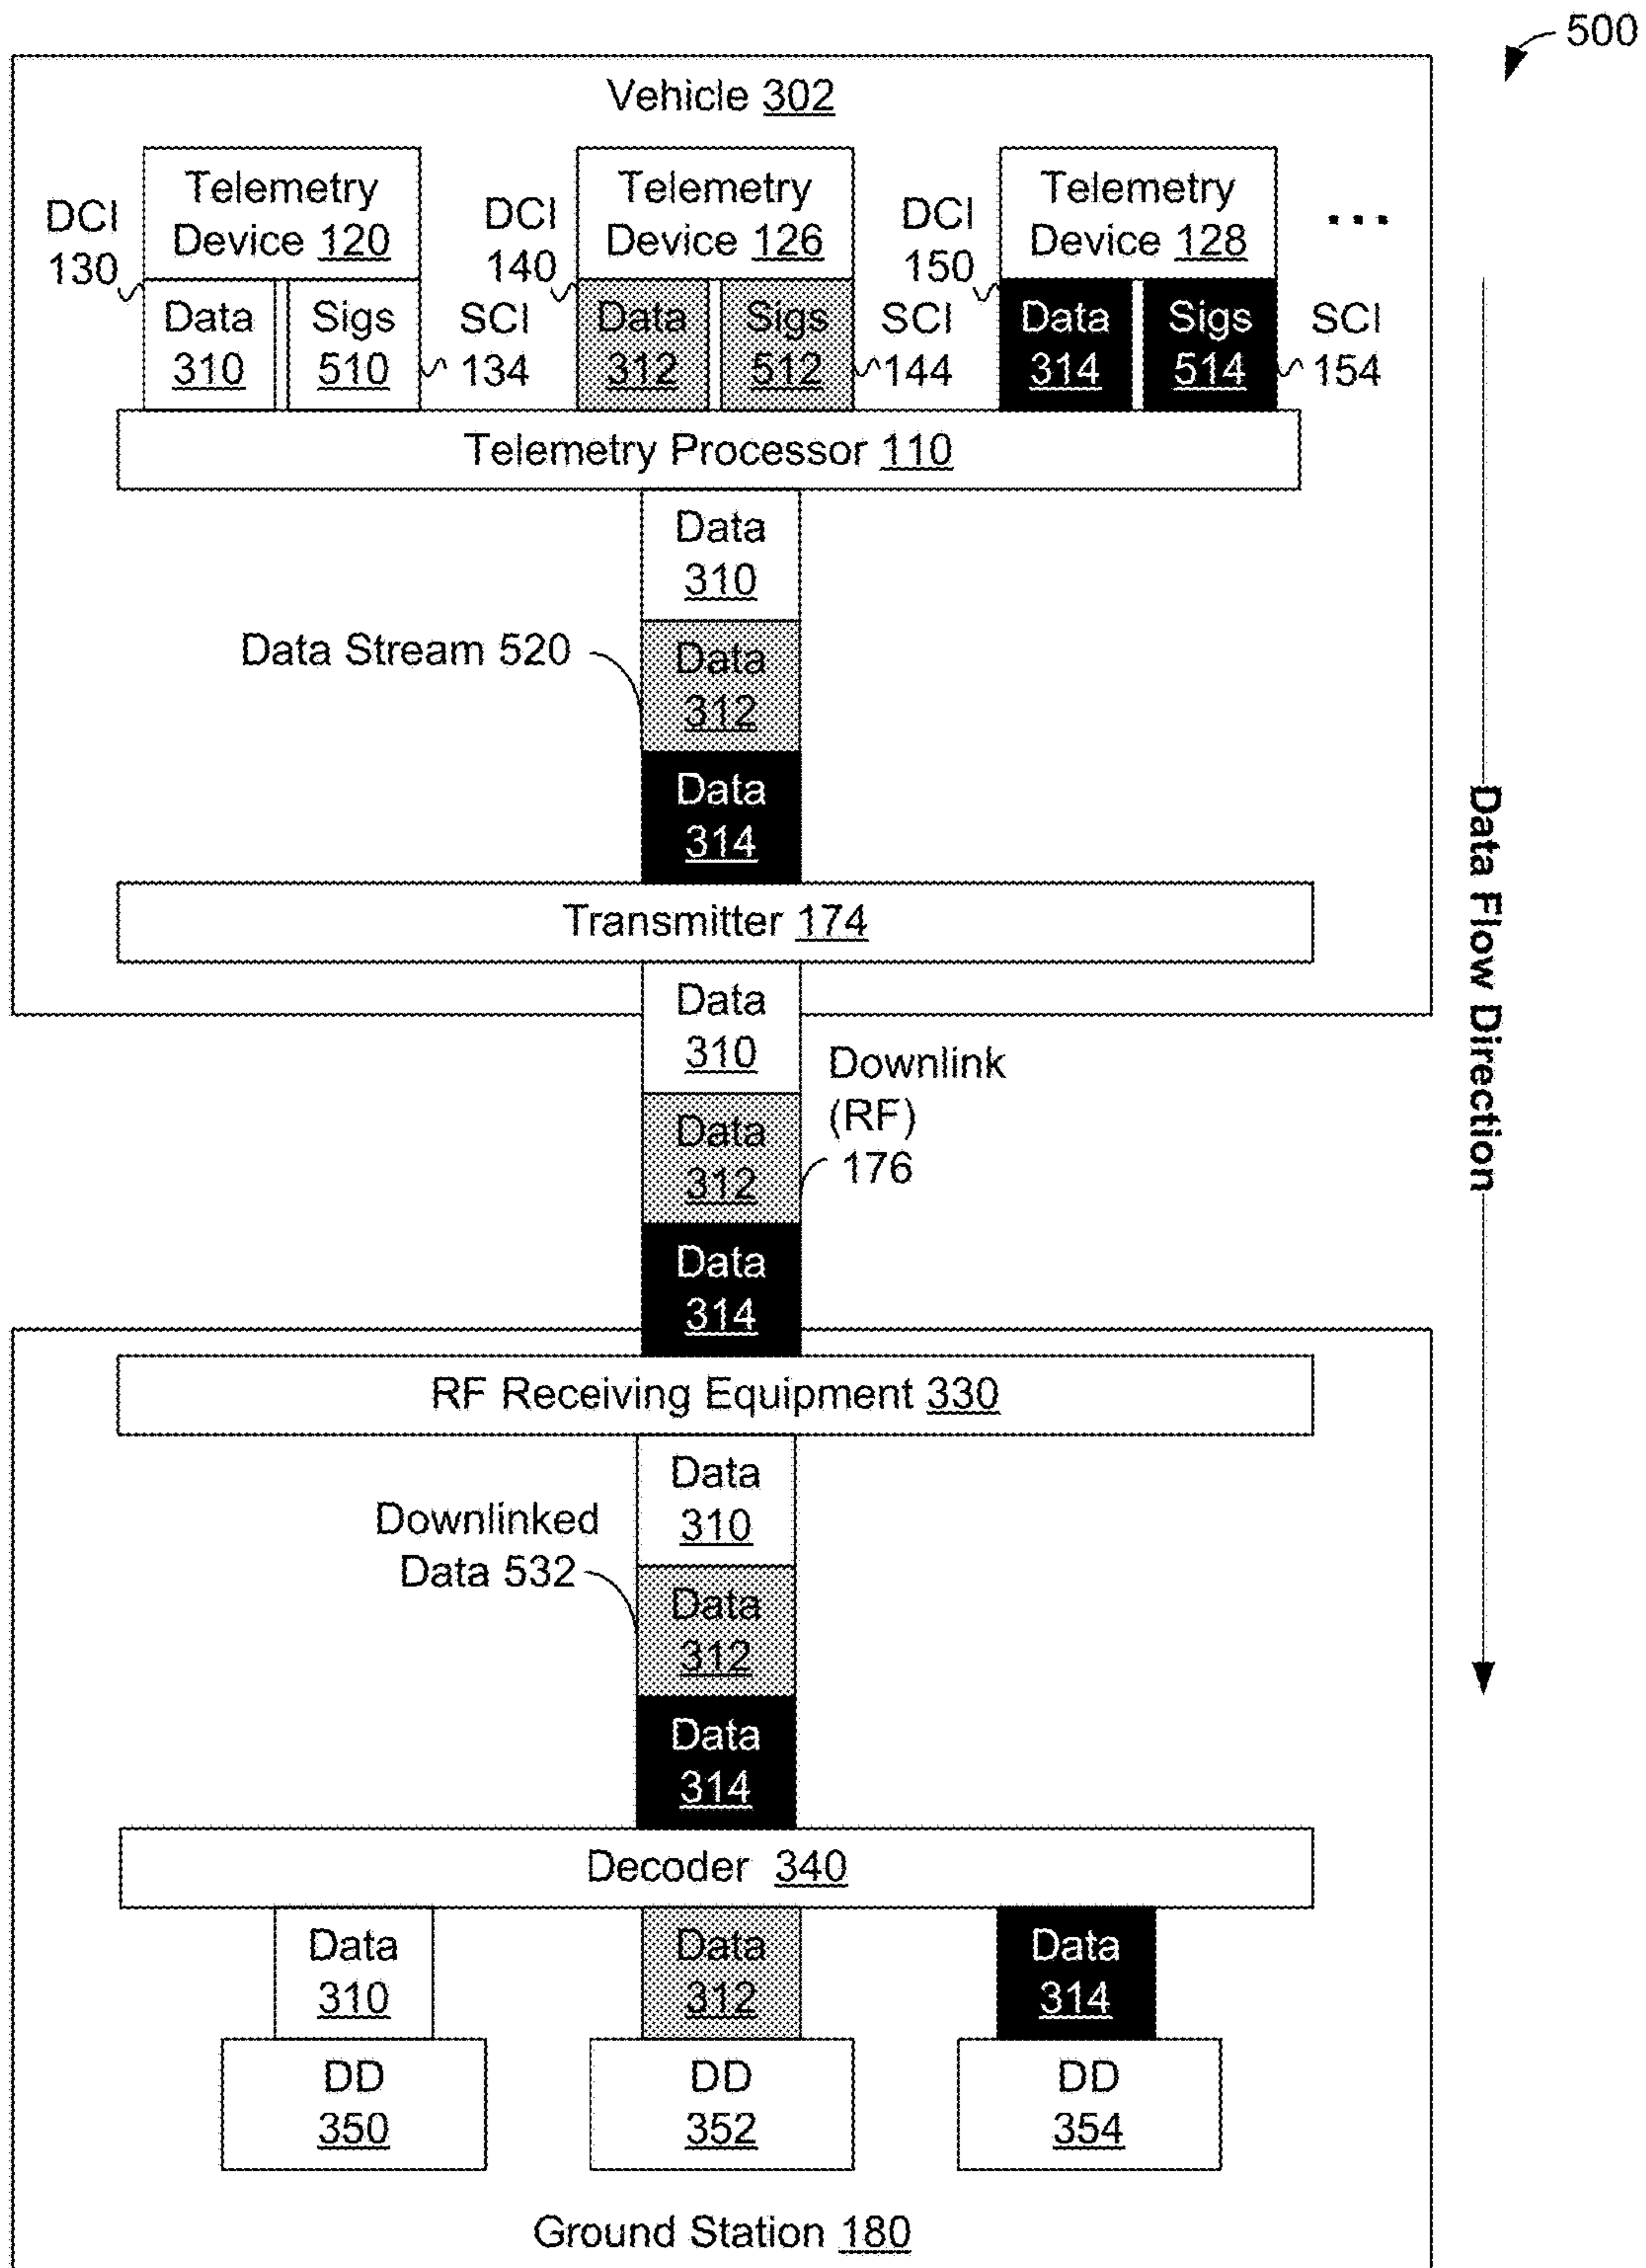 500
Vehicle 302
Telemetry
Device 120
Telemetry
Device 126
Telemetry
Device 128
...
DCI
130
DCI
140
DCI
150
Data
310
Sigs
510
SCI
134
Data
312
Sigs
512
SCI
144
Data
314
Sigs
514
SCI
154
Telemetry Processor 110
Data
310
Data Stream 520
Data
312
Data
314
Transmitter 174
Data
310
Downlink
(RF)
176
Data
312
Data
314
Data Flow Direction
RF Receiving Equipment 330
Data
310
Downlinked
Data 532
Data
312
Data
314
Decoder 340
Data
310
Data
312
Data
314
DD
350
DD
352
DD
354
Ground Station 180